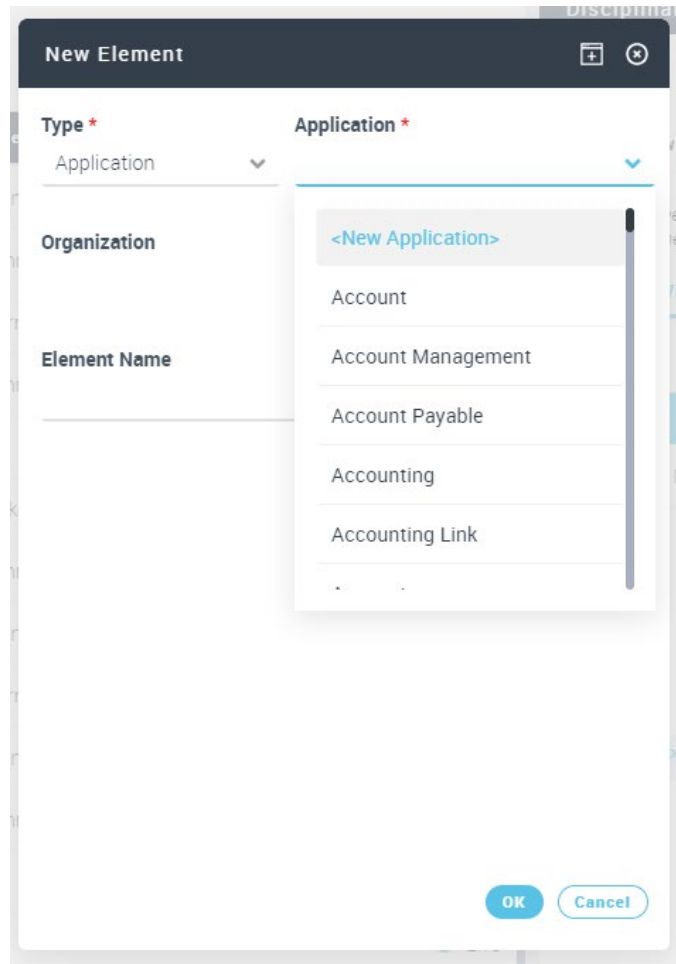 Disciplina
New Element
Type *
Application *
Application
Organization
<New Application>
Account
Account Management
Element Name
Account Payable
Accounting
Accounting Link
OK
Cancel